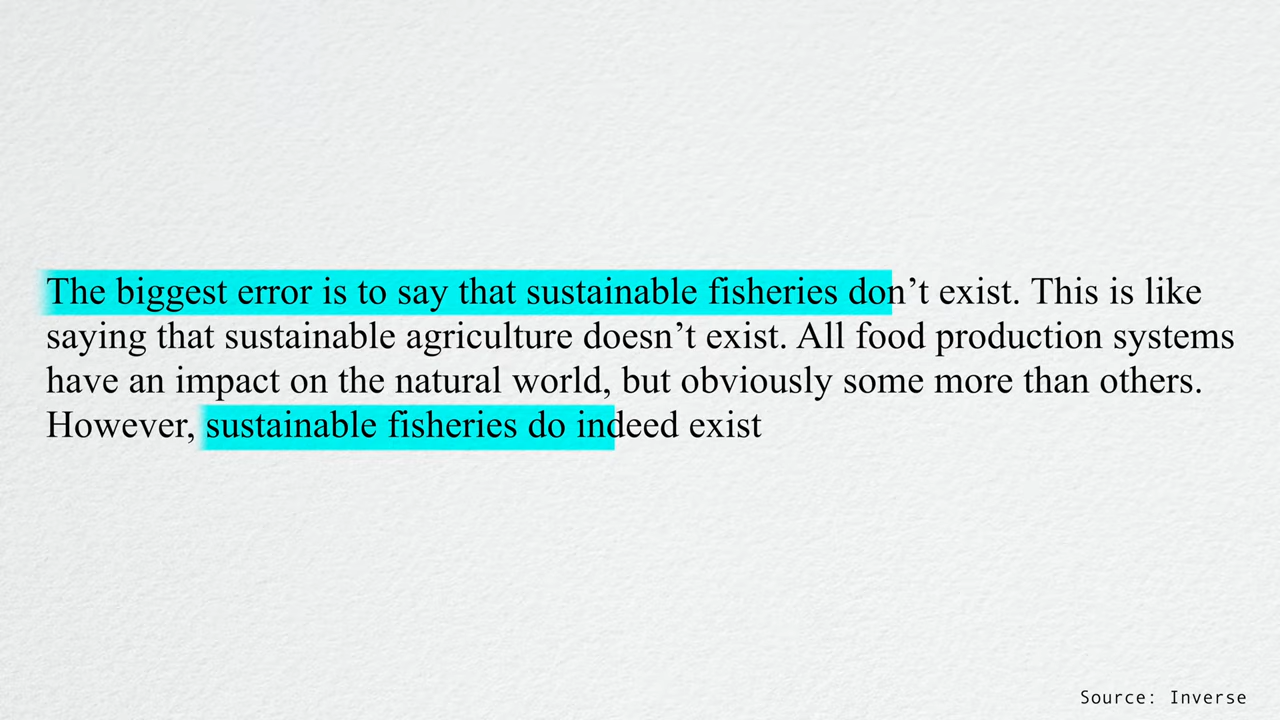 The biggest error is to say that sustainable fisheries don’t exist. This is like
saying that sustainable agriculture doesn’t exist. All food production systems
have an impact on the natural world, but obviously some more than others.
However, sustainable fisheries do indeed exist
Source: Inverse